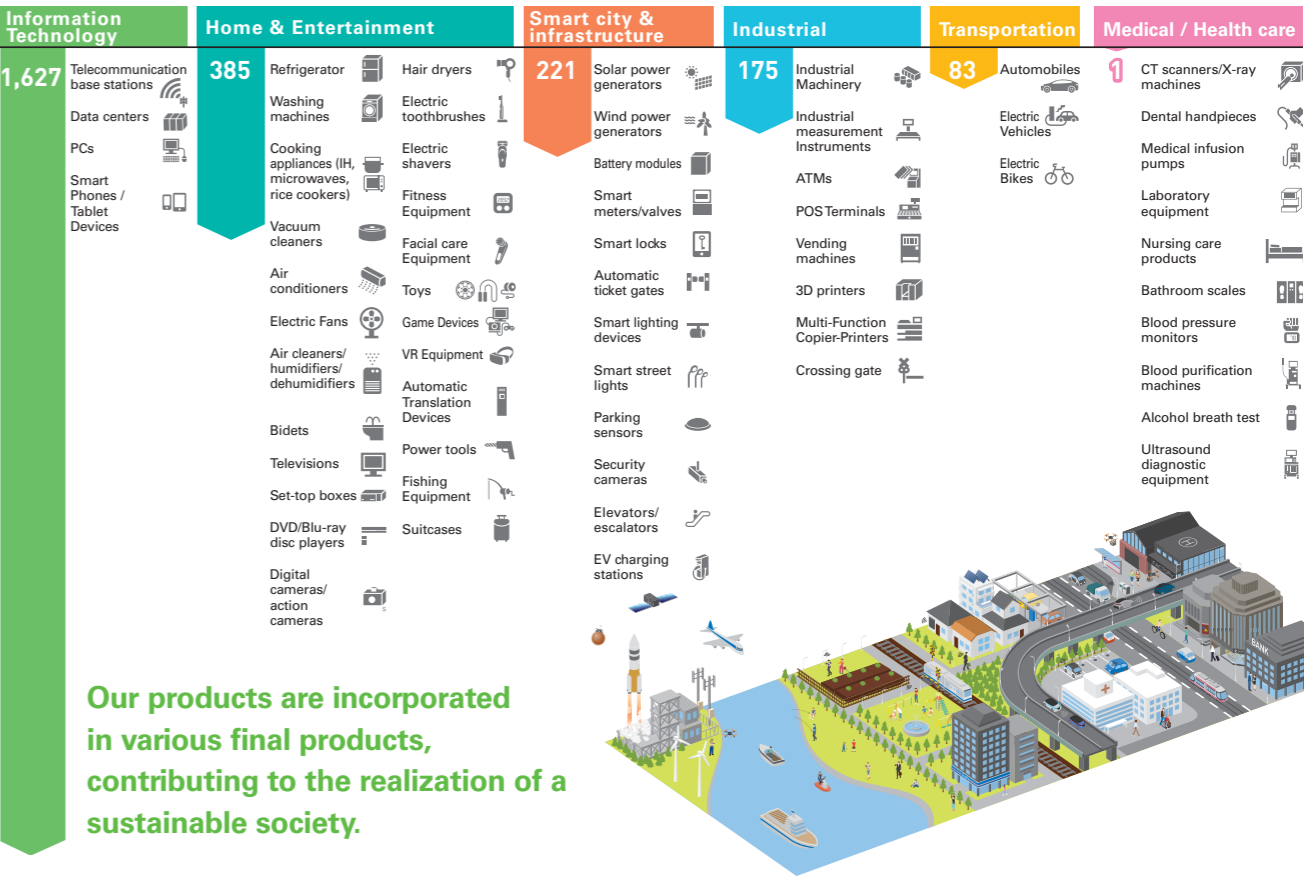 Information
Technology
1,627
Telecommunication
base stations
Data centers
PCs
Smart
Phones /
Tablet
Devices
Home & Entertainment
385
Refrigerator
Washing
machines
Cooking
appliances (IH,
microwaves,
rice cookers)
Vacuum
cleaners
Air
conditioners
Electric Fans
Air cleaners/
humidifiers/
dehumidifiers
Bidets
Televisions
Set-top boxes
DVD/Blu-ray
disc players
Digital
cameras/
action
cameras
S
Hair dryers
Electric
toothbrushes
Electric
shavers
Fitness
Equipment
Facial care
Equipment
Toys
Game Devices
VR Equipment
Automatic
Translation
Devices
Power tools
Fishing
Equipment
Suitcases
Smart city &
infrastructure
221
Solar power
generators
Wind power
generators
Battery modules
Smart
meters/valves
Smart locks
Automatic
ticket gates
Smart lighting
devices
Smart street
lights
Parking
sensors
Security
cameras
Elevators/
escalators
EV charging
stations
Industrial
175
Industrial
Machinery
Industrial
measurement
Instruments
ATMs
POS Terminals
Vending
machines
3D printers
Multi-Function
Copier-Printers
Crossing gate
Transportation
83
Automobiles
Electric
Vehicles
Electric
Bikes
Medical / Health care
1
CT scanners/X-ray
machines
Dental handpieces
Medical infusion
pumps
Laboratory
equipment
Nursing care
products
Bathroom scales
Blood pressure
monitors
Blood purification
machines
Alcohol breath test
Ultrasound
diagnostic
equipment
H
BANK
Our products are incorporated
in various final products,
contributing to the realization of a
sustainable society.